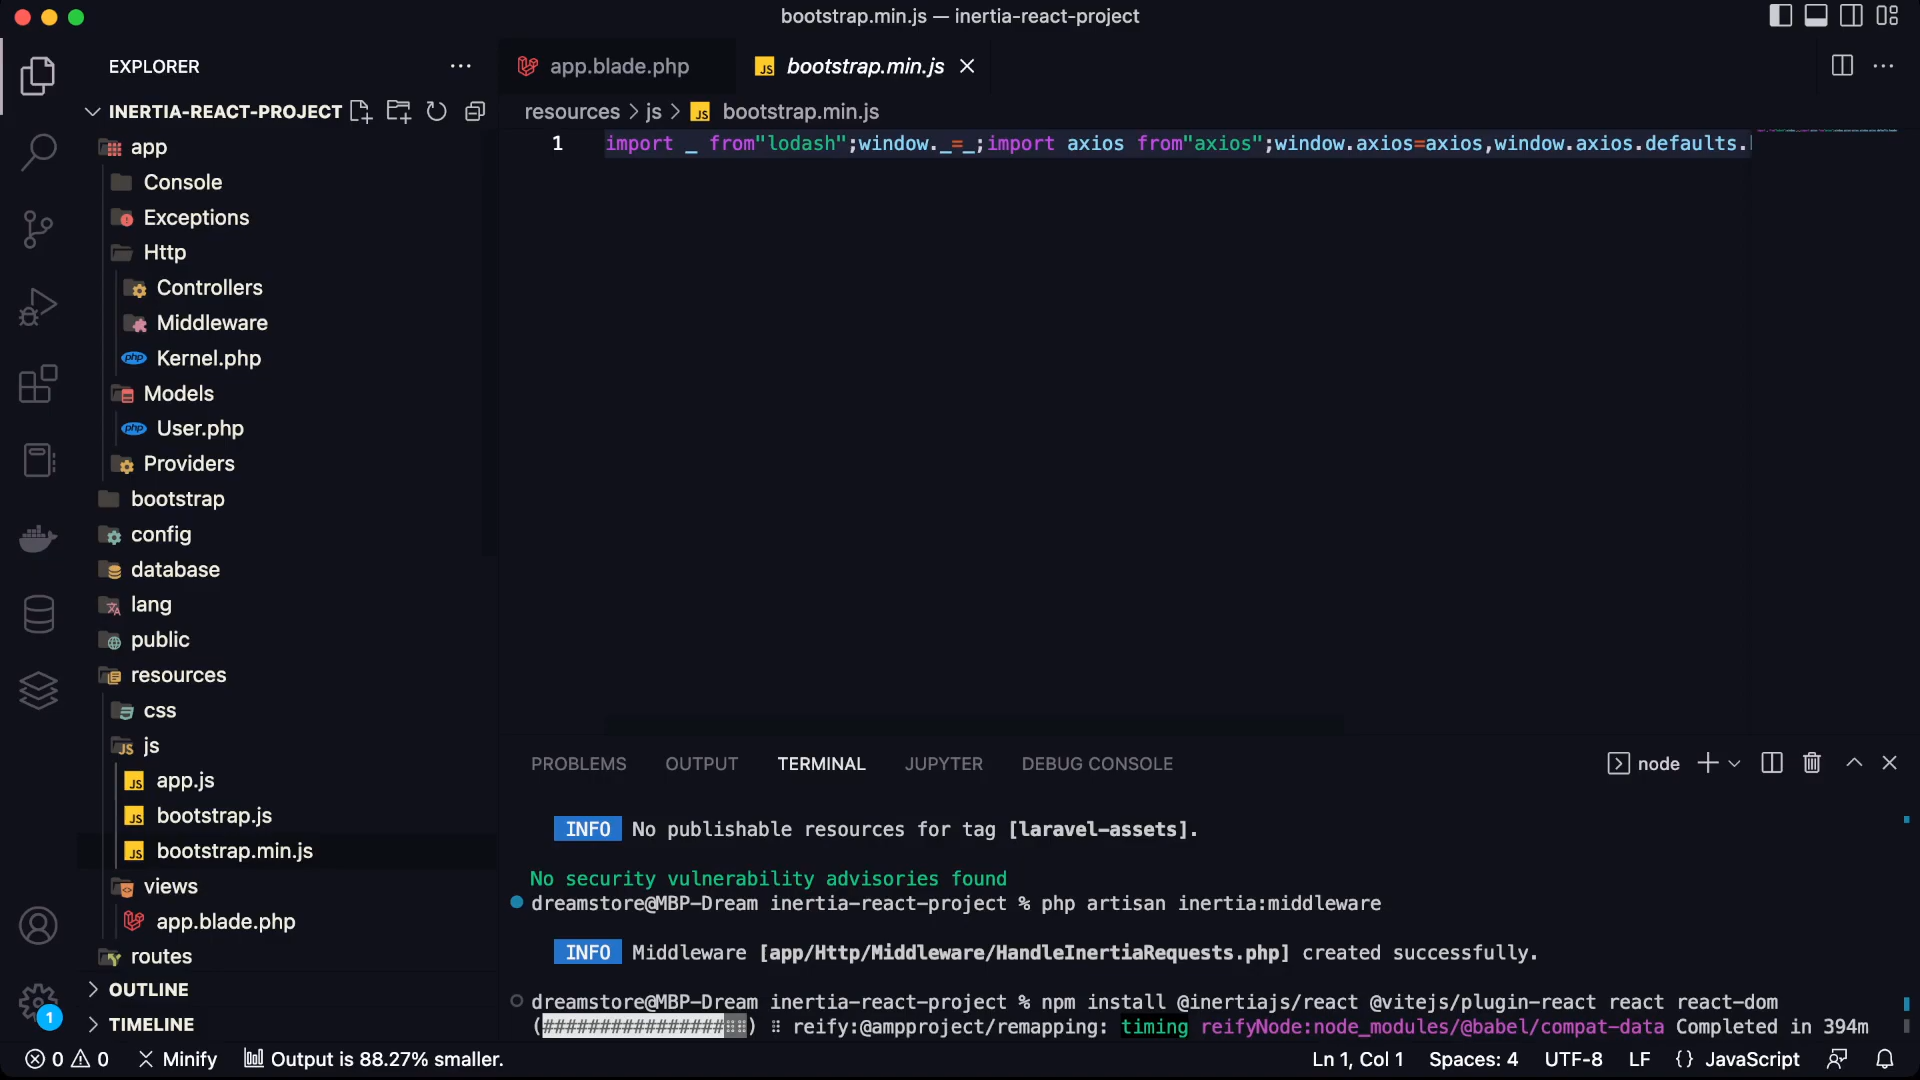 bootstrap.min.js — inertia-react-project
EXPLORER
INERTIA-REACT-PROJECT
app
Console
Exceptions
Http
Controllers
Middleware
Kernel.php
Models
User.php
Providers
bootstrap
config
database
lang
public
resources
css
js
app.js
bootstrap.js
bootstrap.min.js
views
app.blade.php
routes
OUTLINE
TIMELINE
app.blade.php
bootstrap.min.js
resources > js > JS bootstrap.min.js
1 import _ from"lodash";window._=_;import axios from"axios";window.axios=axios,window.axios.defaults.
PROBLEMS OUTPUT TERMINAL JUPYTER DEBUG CONSOLE
node
INFO No publishable resources for tag [laravel-assets].
No security vulnerability advisories found
dreamstore@MBP-Dream inertia-react-project % php artisan inertia:middleware
INFO Middleware [app/Http/Middleware/HandleInertiaRequests.php] created successfully.
dreamstore@MBP-Dream inertia-react-project % npm install @inertiajs/react @vitejs/plugin-react react react-dom
(################⠿⠿) ⠿ reify:@ampproject/remapping: timing reifyNode:node_modules/@babel/compat-data Completed in 394m
1
0 0 Minify Output is 88.27% smaller.
Ln 1, Col 1 Spaces: 4 UTF-8 LF {} JavaScript